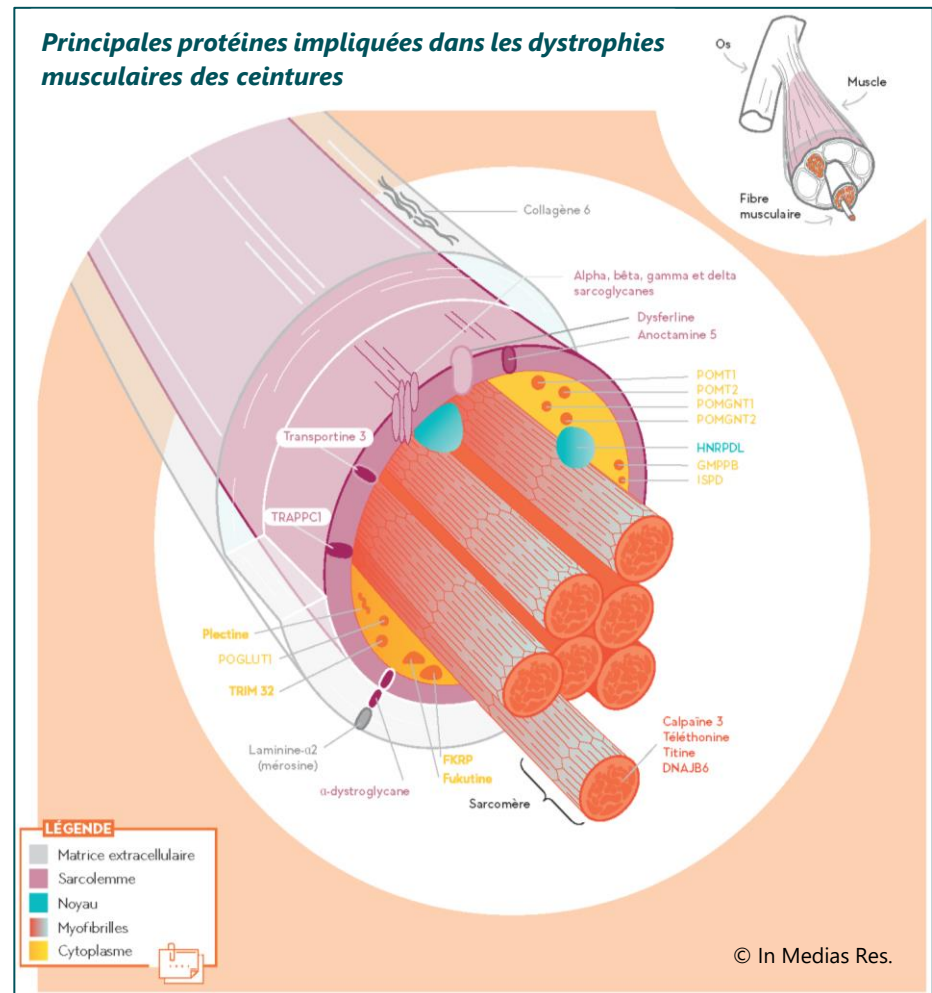 Principales protéines impliquées dans les dystrophies
musculaires des ceintures
Os
Muscle
Fibre
musculaire
Collagène 6
Alpha, bêta, gamma et delta
sarcoglycanes
Dysferline
Anoctamine 5
POMT1
POMT2
POMGNT1
POMGNT2
HNRPDL
GMPPB
ISPD
Transportine 3
TRAPPC1
Plectine
POGLUT1
TRIM 32
Laminine-α2
(mérosine)
α-dystroglycane
FKRP
Fukutine
Sarcomère
Calpaïne 3
Téléthonine
Titine
DNAJB6
LÉGENDE
Matrice extracellulaire
Sarcolemme
Noyau
Myofibrilles
Cytoplasme
© In Medias Res.